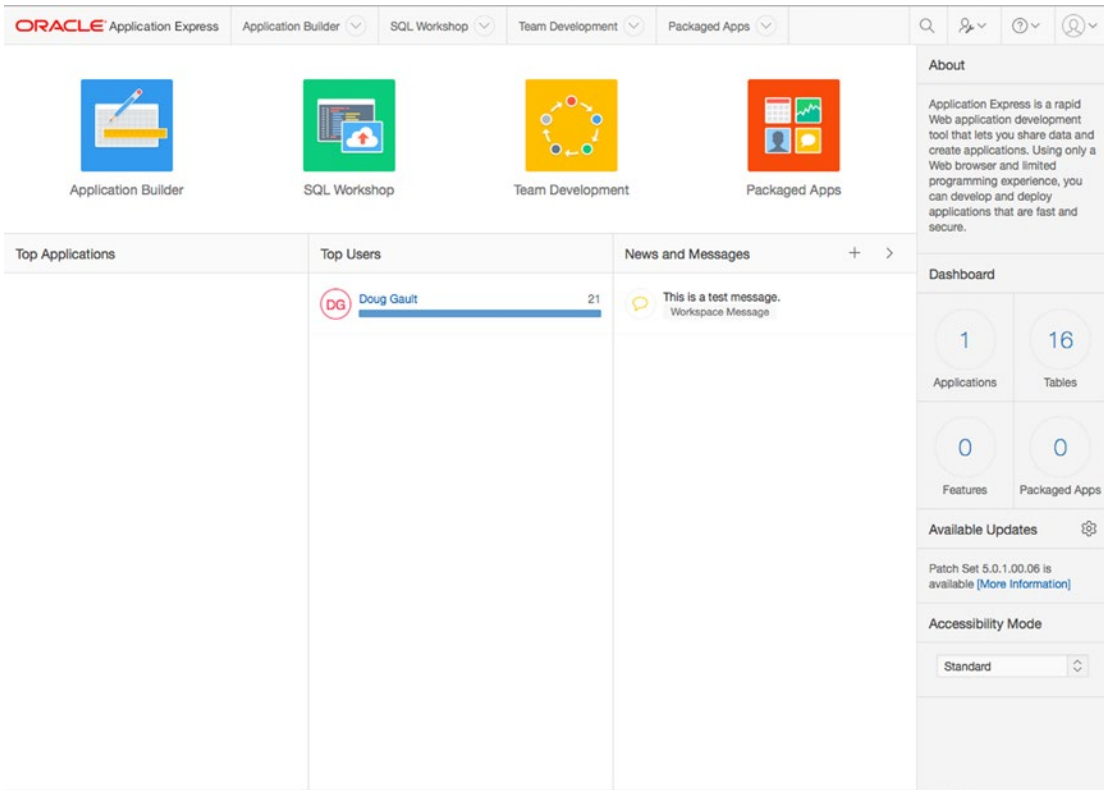 ORACLE Application Express
Application Builder
SQL Workshop
Team Development
Packaged Apps
Application Builder
SQL Workshop
Team Development
Packaged Apps
Top Applications
Top Users
DG
Doug Gault
21
News and Messages
This is a test message.
Workspace Message
About
Application Express is a rapid
Web application development
tool that lets you share data and
create applications. Using only a
Web browser and limited
programming experience, you
can develop and deploy
applications that are fast and
secure.
Dashboard
1
Applications
16
Tables
0
Features
0
Packaged Apps
Available Updates
Patch Set 5.0.1.00.06 is
available [More Information]
Accessibility Mode
Standard